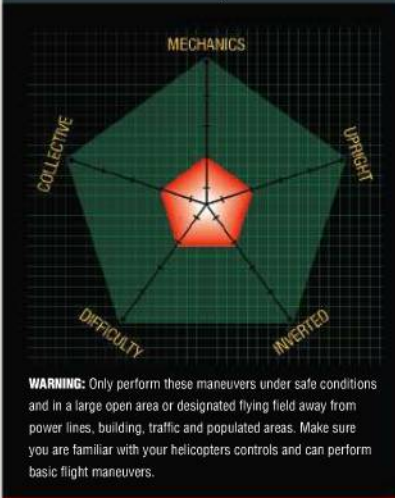 MECHANICS
COLLECTIVE
UPRIGHT
DIFFICULTY
INVERTED
WARNING: Only perform these maneuvers under safe conditions
and in a large open area or designated flying field away from
power lines, building, traffic and populated areas. Make sure
you are familiar with your helicopters controls and can perform
basic flight maneuvers.